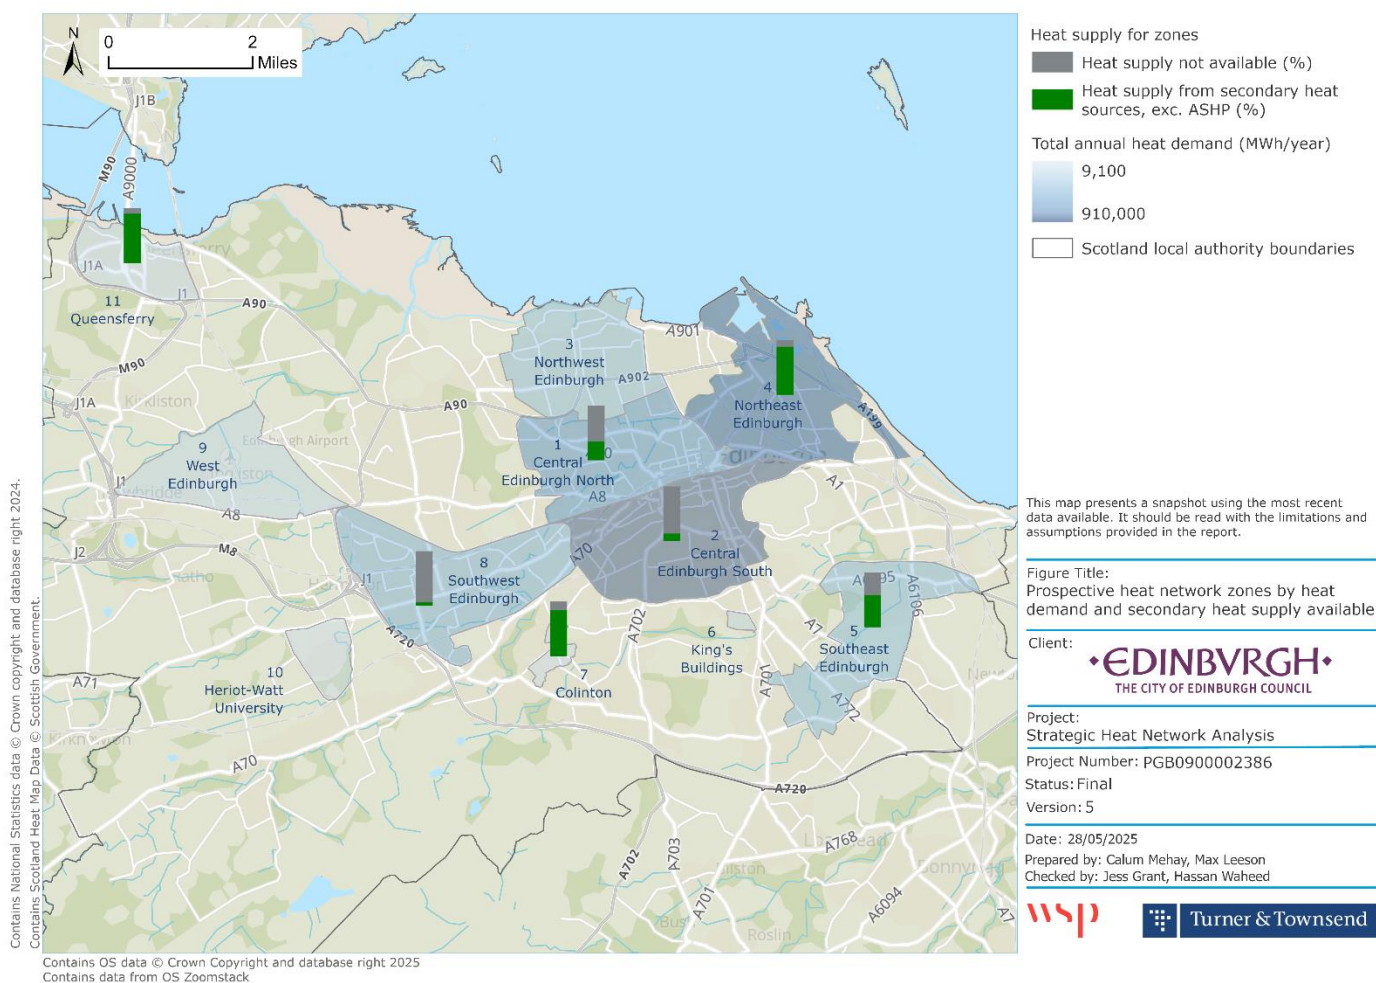 N
0 2
Miles
J1B
M90
A9000
J1A
J1
11
Queensferry
A90
M90
J1A
Kirkliston
A90
3
Northwest
Edinburgh
A902
A901
4
Northeast
Edinburgh
A199
Edinburgh Airport
9
West
Edinburgh
J1
A8
J2
M8
Ratho
1
Central
Edinburgh North
A8
A1
2
Central
Edinburgh South
A70
J1
8
Southwest
Edinburgh
A720
A702
6
King's
Buildings
A7
A701
A6095
A6106
5
Southeast
Edinburgh
A772
7
Colinton
10
Heriot-Watt
University
A71
Kirknewton
A70
A720
A768
A702
A703
A701
Roslin
A6094
A7
Heat supply for zones
Heat supply not available (%)
Heat supply from secondary heat
sources, exc. ASHP (%)
Total annual heat demand (MWh/year)
9,100
910,000
Scotland local authority boundaries
This map presents a snapshot using the most recent
data available. It should be read with the limitations and
assumptions provided in the report.
Figure Title:
Prospective heat network zones by heat
demand and secondary heat supply available
Client:
•EDINBVRGH•
THE CITY OF EDINBURGH COUNCIL
Project:
Strategic Heat Network Analysis
Project Number: PGB0900002386
Status: Final
Version: 5
Date: 28/05/2025
Prepared by: Calum Mehay, Max Leeson
Checked by: Jess Grant, Hassan Waheed
wsp
Turner & Townsend
Contains National Statistics data © Crown copyright and database right 2024.
Contains Scotland Heat Map Data © Scottish Government.
Contains OS data © Crown Copyright and database right 2025
Contains data from OS Zoomstack